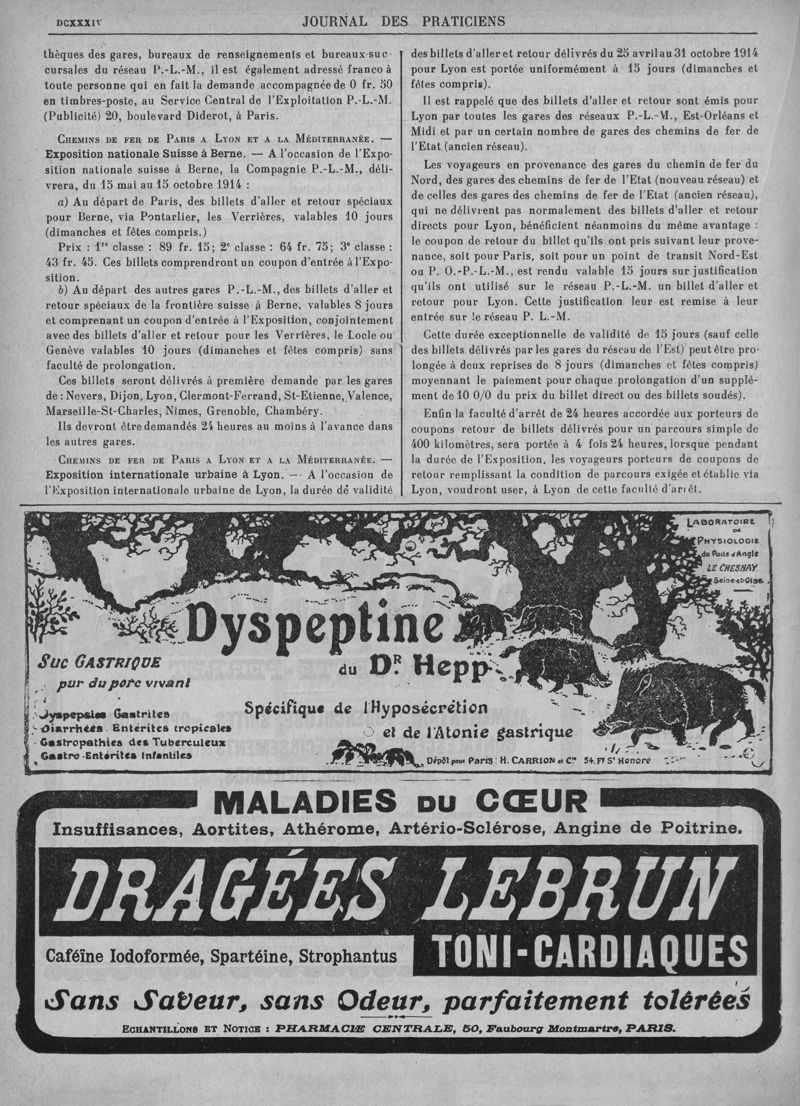 DCXXXIV
JOURNAL DES PRATICIENS
thèques des gares, bureaux de renseignements et bureaux suc
cursales du réseau P.-L.-M., il est également adressé franco à
toute personne qui en fait la demande accompagnée de 0 fr. 50
en timbres-poste, au Service Central de l'Exploitation P.-L.-M.
(Publicité) 20, boulevard Diderot, à Paris.
CHEMINS DE FER DE PARIS A LYON ET A LA MÉDITERRANÉE. —
Exposition nationale Suisse à Berne. — A l'occasion de l'Expo-
sition nationale suisse à Berne, la Compagnie P.-L.-M., déli-
vrera, du 15 mai au 15 octobre 1914 :
a) Au départ de Paris, des billets d'aller et retour spéciaux
pour Berne, via Pontarlier, les Verrières, valables 10 jours
(dimanches et fêtes compris.)
Prix : 1re classe : 89 fr. 15; 2e classe : 64 fr. 75; 3e classe :
43 fr. 45. Ces billets comprendront un coupon d'entrée à l'Expo-
sition.
b) Au départ des autres gares P.-L.-M., des billets d'aller et
retour spéciaux de la frontière suisse à Berne, valables 8 jours
et comprenant un coupon d'entrée à l'Exposition, conjointement
avec des billets d'aller et retour pour les Verrières, le Locle ou
Genève valables 10 jours (dimanches et fêtes compris) sans
faculté de prolongation.
Ces billets seront délivrés à première demande par les gares
de : Nevers, Dijon, Lyon, Clermont-Ferrand, St-Etienne, Valence,
Marseille-St-Charles, Nîmes, Grenoble, Chambéry.
Ils devront être demandés 24 heures au moins à l'avance dans
les autres gares.
CHEMINS DE FER DE PARIS A LYON ET A LA MÉDITERRANÉE. —
Exposition internationale urbaine à Lyon. — A l'occasion de
l'Exposition internationale urbaine de Lyon, la durée de validité
des billets d'aller et retour délivrés du 25 avril au 31 octobre 1914
pour Lyon est portée uniformément à 15 jours (dimanches et
fêtes compris).
Il est rappelé que des billets d'aller et retour sont émis pour
Lyon par toutes les gares des réseaux P.-L.-M., Est-Orléans et
Midi et par un certain nombre de gares des chemins de fer de
l'Etat (ancien réseau).
Les voyageurs en provenance des gares du chemin de fer du
Nord, des gares des chemins de fer de l'Etat (nouveau réseau) et
de celles des gares des chemins de fer de l'Etat (ancien réseau),
qui ne délivrent pas normalement des billets d'aller et retour
directs pour Lyon, bénéficient néanmoins du même avantage :
le coupon de retour du billet qu'ils ont pris suivant leur prove-
nance, soit pour Paris, soit pour un point de transit Nord-Est
ou P. O.-P.-L.-M., est rendu valable 15 jours sur justification
qu'ils ont utilisé sur le réseau P.-L.-M. un billet d'aller et
retour pour Lyon. Cette justification leur est remise à leur
entrée sur le réseau P. L.-M.
Cette durée exceptionnelle de validité de 15 jours (sauf celle
des billets délivrés par les gares du réseau de l'Est) peut être pro-
longée à deux reprises de 8 jours (dimanches et fêtes compris)
moyennant le paiement pour chaque prolongation d'un supplé-
ment de 10 0/0 du prix du billet direct ou des billets soudés).
Enfin la faculté d'arrêt de 24 heures accordée aux porteurs de
coupons retour de billets délivrés pour un parcours simple de
400 kilomètres, sera portée à 4 fois 24 heures, lorsque pendant
la durée de l'Exposition, les voyageurs porteurs de coupons de
retour remplissant la condition de parcours exigée et établie via
Lyon, voudront user, à Lyon de cette faculté d'arrêt.
LABORATOIRE
DE
PHYSIOLOGIE
du Puits d'Angle
LE CHESNAY
Seine-et-Oise
Dyspeptine
du DR Hepp
SUC GASTRIQUE
pur du porc vivant
Dyspepsies Gastrites
Diarrhées Entérites tropicales
Gastropathies des Tuberculeux
Gastro-Entérites Infantiles
Spécifique de l'Hyposécrétion
et de l'Atonie gastrique
Dépôt pour Paris : H. CARRION et Cie 54. Fg St Honoré
MALADIES DU CŒUR
Insuffisances, Aortites, Athérome, Artério-Sclérose, Angine de Poitrine.
DRAGÉES LEBRUN
Caféine Iodoformée, Spartéine, Strophantus
TONI-CARDIAQUES
Sans Saveur, sans Odeur, parfaitement tolérées
ECHANTILLONS ET NOTICE : PHARMACIE CENTRALE, 50, Faubourg Montmartre, PARIS.